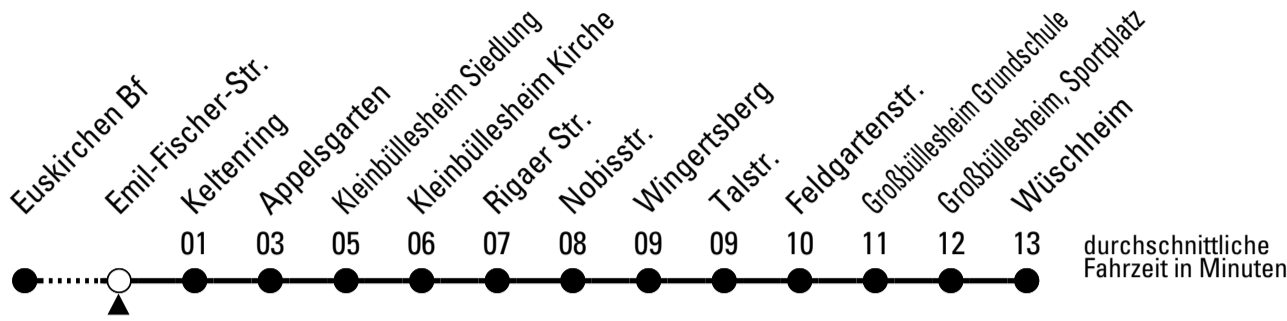 Euskirchen Bf
Emil-Fischer-Str.
Keltenring
Appelsgarten
Kleinbüllesheim Siedlung
Kleinbüllesheim Kirche
Rigaer Str.
Nobisstr.
Wingertsberg
Talstr.
Feldgartenstr.
Großbüllesheim Grundschule
Großbüllesheim, Sportplatz
Wüschheim
01 03 05 06 07 08 09 09 10 11 12 13
durchschnittliche
Fahrzeit in Minuten